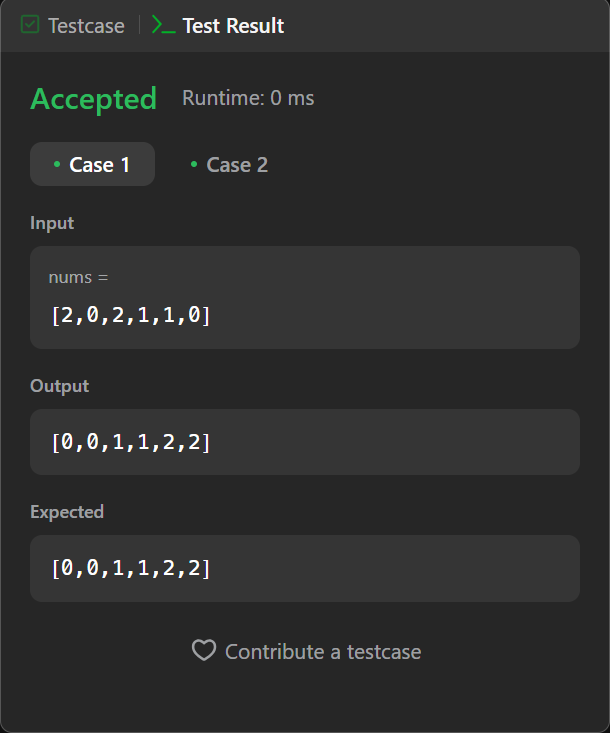 Testcase | Test Result
Accepted Runtime: 0 ms
Case 1 Case 2
Input
nums =
[2,0,2,1,1,0]
Output
[0,0,1,1,2,2]
Expected
[0,0,1,1,2,2]
Contribute a testcase